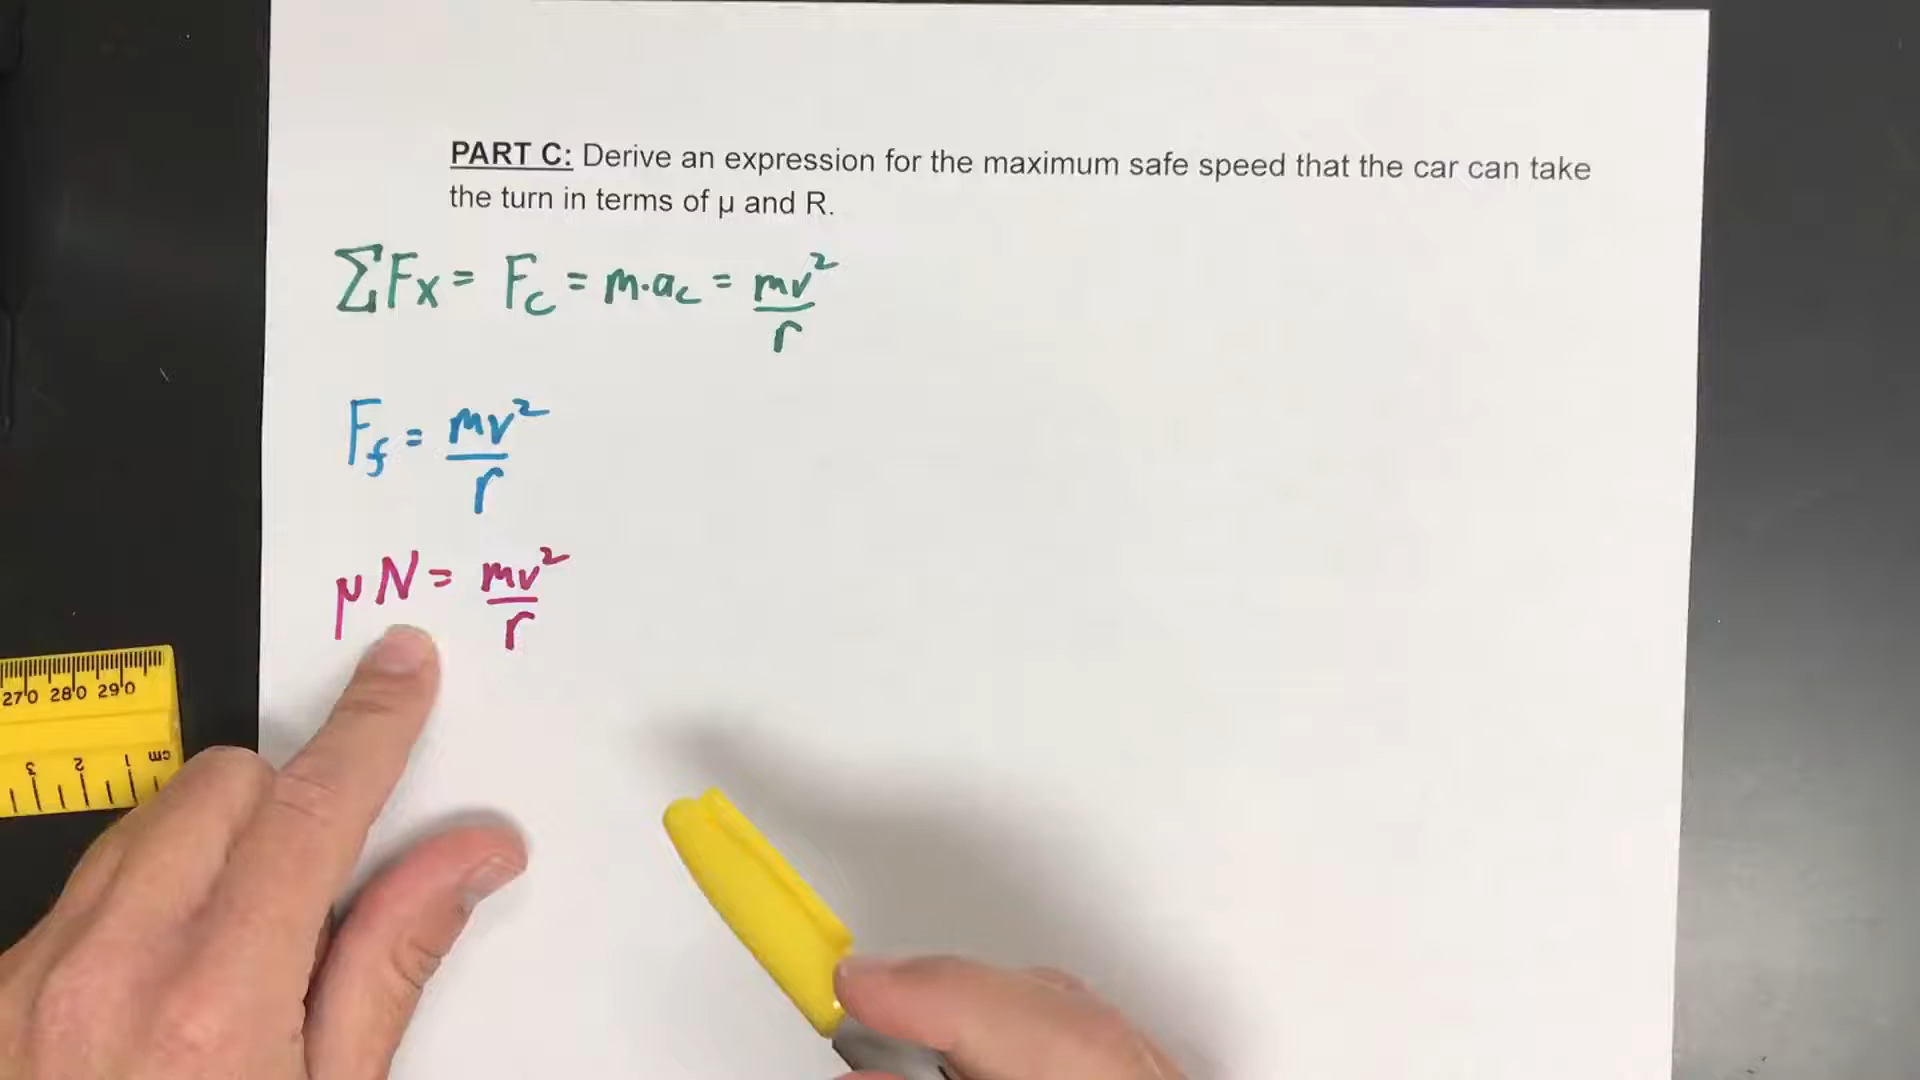 PART C: Derive an expression for the maximum safe speed that the car can take
the turn in terms of μ and R.
ΣFx = Fc = m·ac = mv²/r
Ff = mv²/r
μN = mv²/r
270 280 290
3 2 1 cm